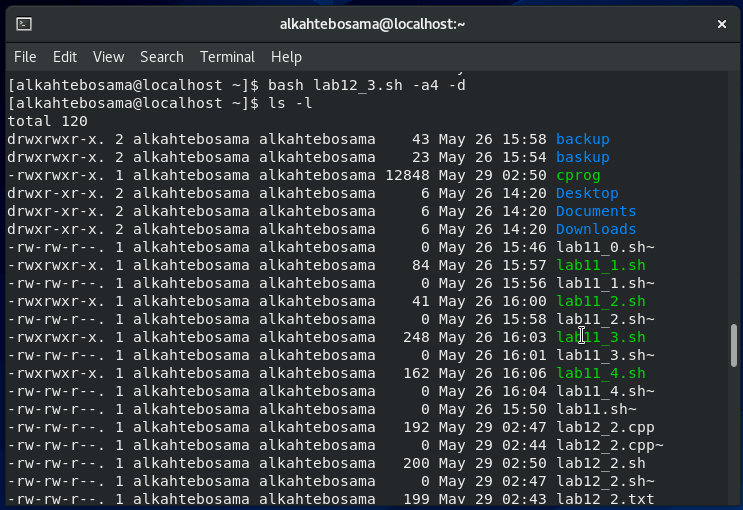 alkahtebosama@localhost:~
File Edit View Search Terminal Help
[alkahtebosama@localhost ~]$ bash lab12_3.sh -a4 -d
[alkahtebosama@localhost ~]$ ls -l
total 120
drwxrwxr-x. 2 alkahtebosama alkahtebosama    43 May 26 15:58 backup
drwxrwxr-x. 2 alkahtebosama alkahtebosama    23 May 26 15:54 baskup
-rwxrwxr-x. 1 alkahtebosama alkahtebosama 12848 May 29 02:50 cprog
drwxr-xr-x. 2 alkahtebosama alkahtebosama     6 May 26 14:20 Desktop
drwxr-xr-x. 2 alkahtebosama alkahtebosama     6 May 26 14:20 Documents
drwxr-xr-x. 2 alkahtebosama alkahtebosama     6 May 26 14:20 Downloads
-rw-rw-r--. 1 alkahtebosama alkahtebosama     0 May 26 15:46 lab11_0.sh~
-rwxrwxr-x. 1 alkahtebosama alkahtebosama    84 May 26 15:57 lab11_1.sh
-rw-rw-r--. 1 alkahtebosama alkahtebosama     0 May 26 15:56 lab11_1.sh~
-rwxrwxr-x. 1 alkahtebosama alkahtebosama    41 May 26 16:00 lab11_2.sh
-rw-rw-r--. 1 alkahtebosama alkahtebosama     0 May 26 15:58 lab11_2.sh~
-rwxrwxr-x. 1 alkahtebosama alkahtebosama   248 May 26 16:03 lab11_3.sh
-rw-rw-r--. 1 alkahtebosama alkahtebosama     0 May 26 16:01 lab11_3.sh~
-rwxrwxr-x. 1 alkahtebosama alkahtebosama   162 May 26 16:06 lab11_4.sh
-rw-rw-r--. 1 alkahtebosama alkahtebosama     0 May 26 16:04 lab11_4.sh~
-rw-rw-r--. 1 alkahtebosama alkahtebosama     0 May 26 15:50 lab11.sh~
-rw-rw-r--. 1 alkahtebosama alkahtebosama   192 May 29 02:47 lab12_2.cpp
-rw-rw-r--. 1 alkahtebosama alkahtebosama     0 May 29 02:44 lab12_2.cpp~
-rw-rw-r--. 1 alkahtebosama alkahtebosama   200 May 29 02:50 lab12_2.sh
-rw-rw-r--. 1 alkahtebosama alkahtebosama     0 May 29 02:47 lab12_2.sh~
-rw-rw-r--. 1 alkahtebosama alkahtebosama   199 May 29 02:43 lab12_2.txt